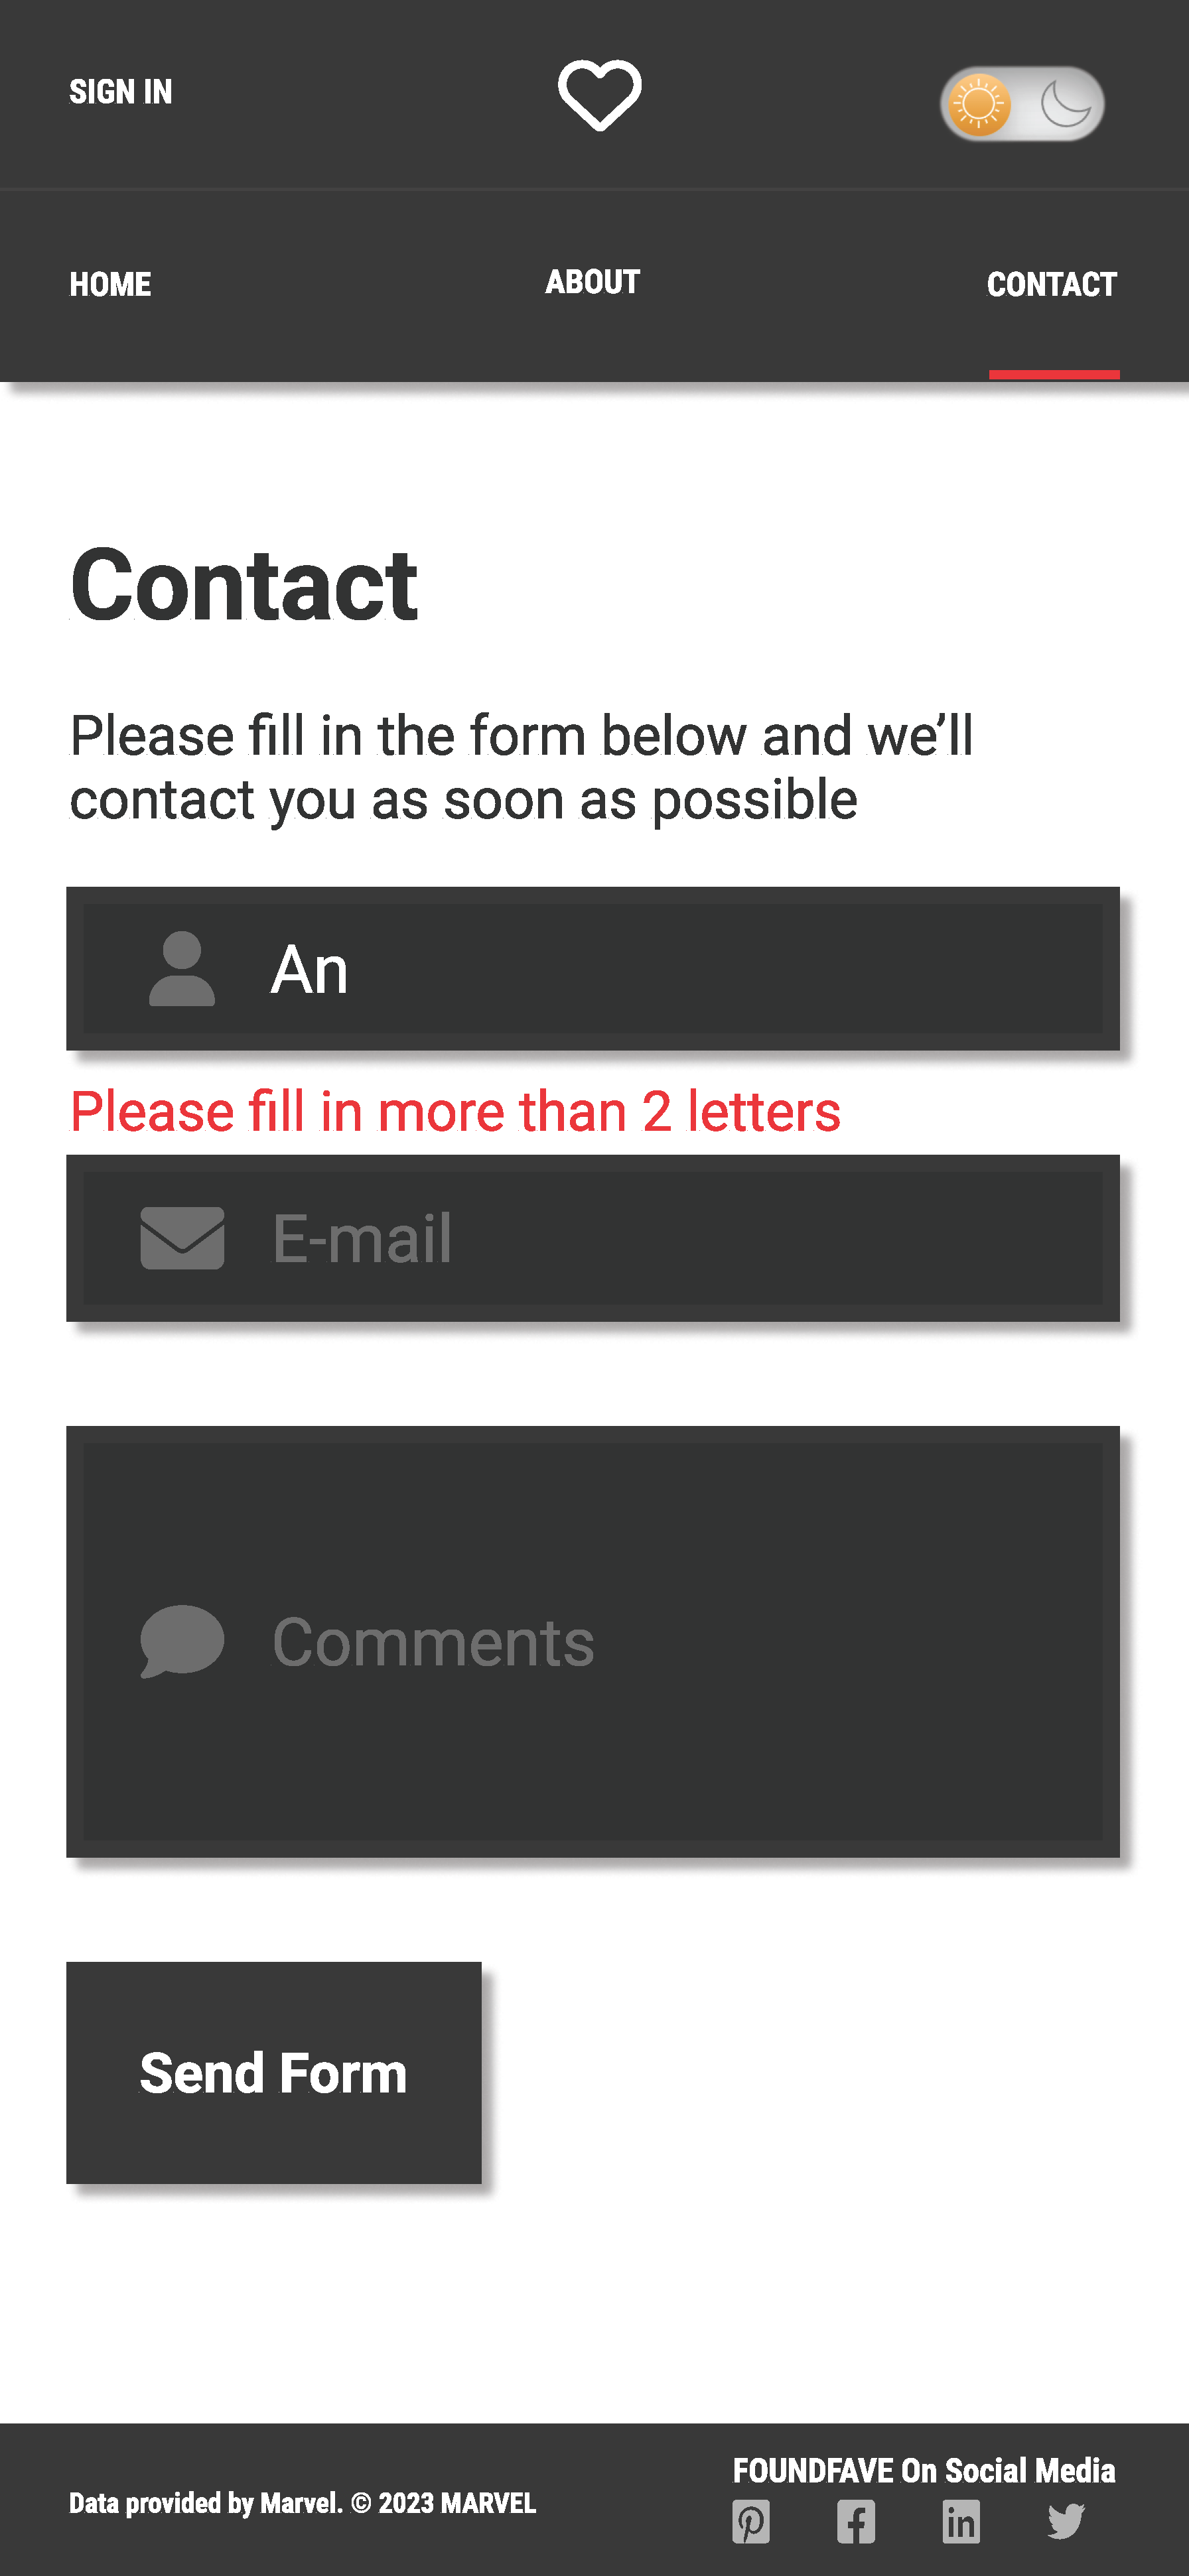 SIGN IN
HOME
ABOUT
CONTACT
Contact
Please fill in the form below and we’ll
contact you as soon as possible
An
Please fill in more than 2 letters
E-mail
Comments
Send Form
Data provided by Marvel. © 2023 MARVEL
FOUNDFAVE On Social Media